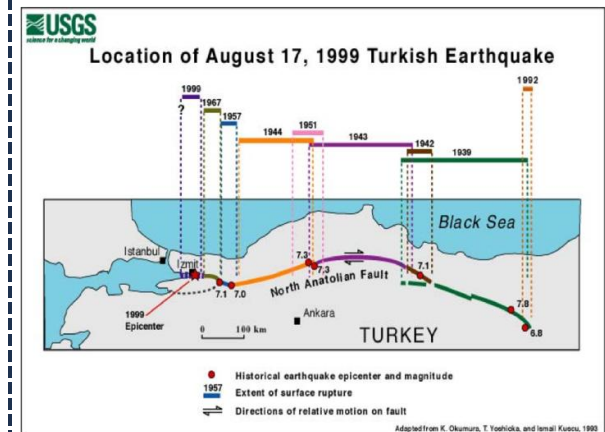 USGS
science for a changing world
Location of August 17, 1999 Turkish Earthquake
1992
1999
?
1967
1957
1944
1951
1943
1942
1939
Black Sea
Istanbul
Izmit
7.3
7.3
7.1
North Anatolian Fault
7.1
7.0
7.8
6.8
1999
Epicenter
0 100 km
Ankara
TURKEY
Historical earthquake epicenter and magnitude
1957
Extent of surface rupture
Directions of relative motion on fault
Adapted from K. Okumura, T. Yoshioka, and Ismail Kuscu, 1993